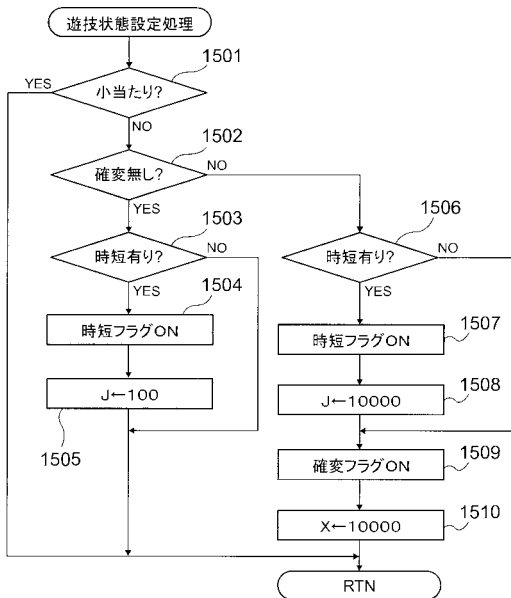 遊技状態設定処理
1501
YES
小当たり?
NO
1502
確変無し?
NO
YES
1503
時短有り?
NO
YES
1504
時短フラグON
J←100
1505
1506
時短有り?
NO
YES
1507
時短フラグON
1508
J←10000
1509
確変フラグON
1510
X←10000
RTN